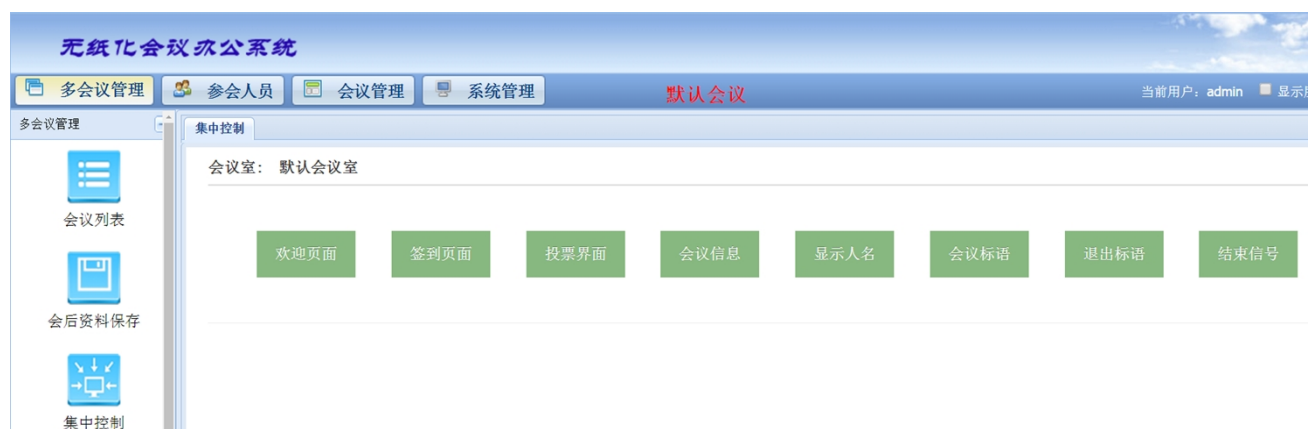 无纸化会议办公系统
多会议管理 参会人员 会议管理 系统管理 默认会议 当前用户：admin 显示
多会议管理 集中控制
会议室： 默认会议室
会议列表
欢迎页面 签到页面 投票界面 会议信息 显示人名 会议标语 退出标语 结束信号
会后资料保存
集中控制